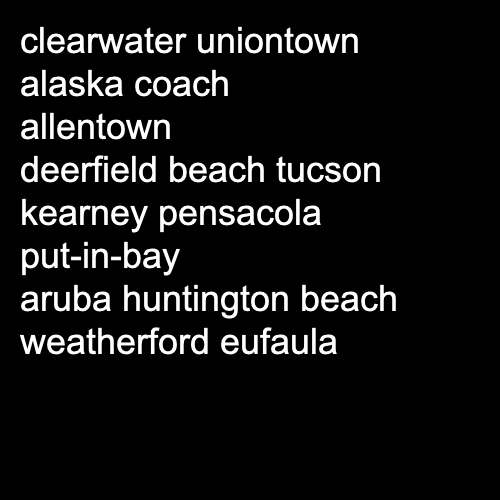 clearwater uniontown
alaska coach
allentown
deerfield beach tucson
kearney pensacola
put-in-bay
aruba huntington beach
weatherford eufaula